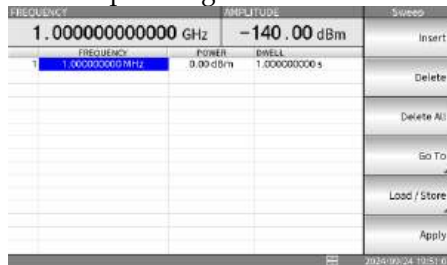 FREQUENCY AMPLITUDE Sweep
1.000000000000 GHz -140.00 dBm
Insert
FREQUENCY POWER DWELL
1 1.000000000 MHz 0.00 dBm 1.000000000 s
Delete
Delete All
Go To
Load / Store
Apply